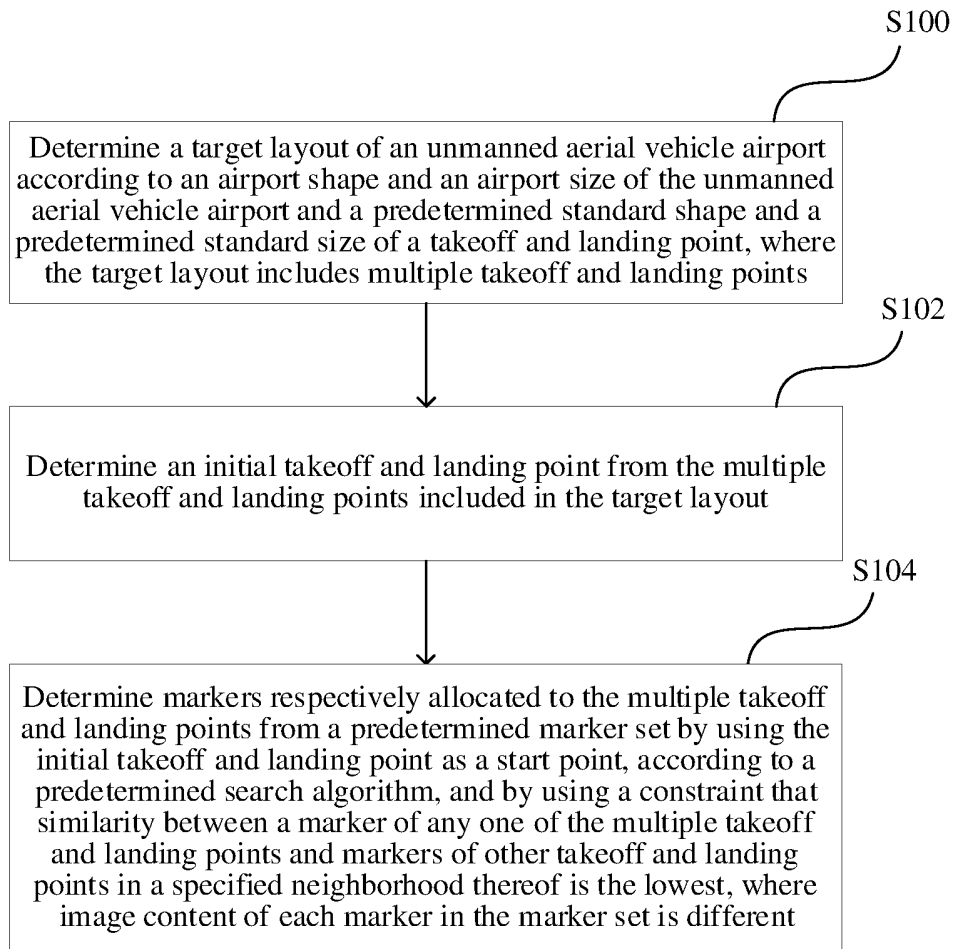 S100
Determine a target layout of an unmanned aerial vehicle airport
according to an airport shape and an airport size of the unmanned
aerial vehicle airport and a predetermined standard shape and a
predetermined standard size of a takeoff and landing point, where
the target layout includes multiple takeoff and landing points
S102
Determine an initial takeoff and landing point from the multiple
takeoff and landing points included in the target layout
S104
Determine markers respectively allocated to the multiple takeoff
and landing points from a predetermined marker set by using the
initial takeoff and landing point as a start point, according to a
predetermined search algorithm, and by using a constraint that
similarity between a marker of any one of the multiple takeoff
and landing points and markers of other takeoff and landing
points in a specified neighborhood thereof is the lowest, where
image content of each marker in the marker set is different